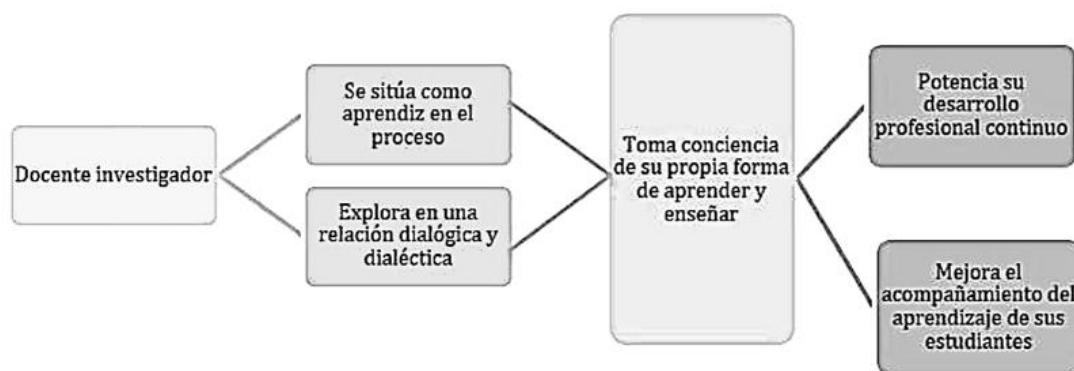 Docente investigador
Se sitúa como
aprendiz en el
proceso
Explora en una
relación dialógica y
dialéctica
Toma conciencia
de su propia forma
de aprender y
enseñar
Potencia su
desarrollo
profesional continuo
Mejora el
acompañamiento del
aprendizaje de sus
estudiantes